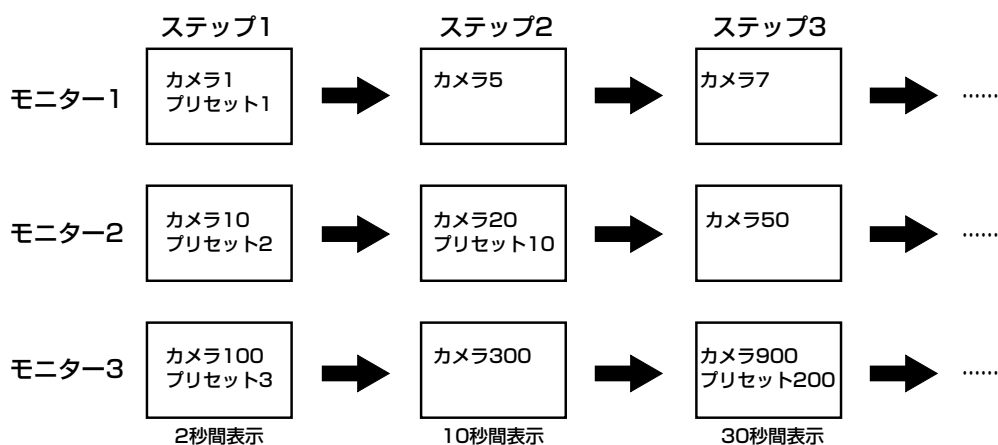 ステップ1 ステップ2 ステップ3
モニター1
カメラ1
プリセット1
カメラ5
カメラ7
……
モニター2
カメラ10
プリセット2
カメラ20
プリセット10
カメラ50
……
モニター3
カメラ100
プリセット3
カメラ300
カメラ900
プリセット200
……
2秒間表示 10秒間表示 30秒間表示